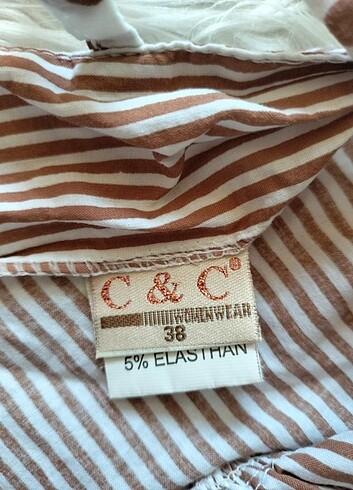 C & C®
WOMENWEAR
38
5% ELASTHAN